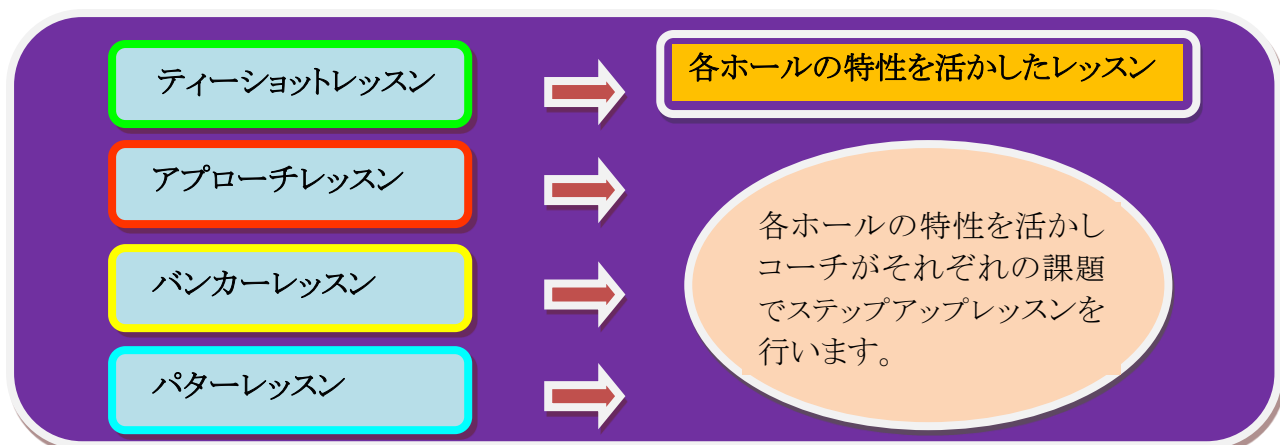 ティーショットレッスン
各ホールの特性を活かしたレッスン
アプローチレッスン
バンカーレッスン
パターレッスン
各ホールの特性を活かし
コーチがそれぞれの課題
でステップアップレッスンを
行います。